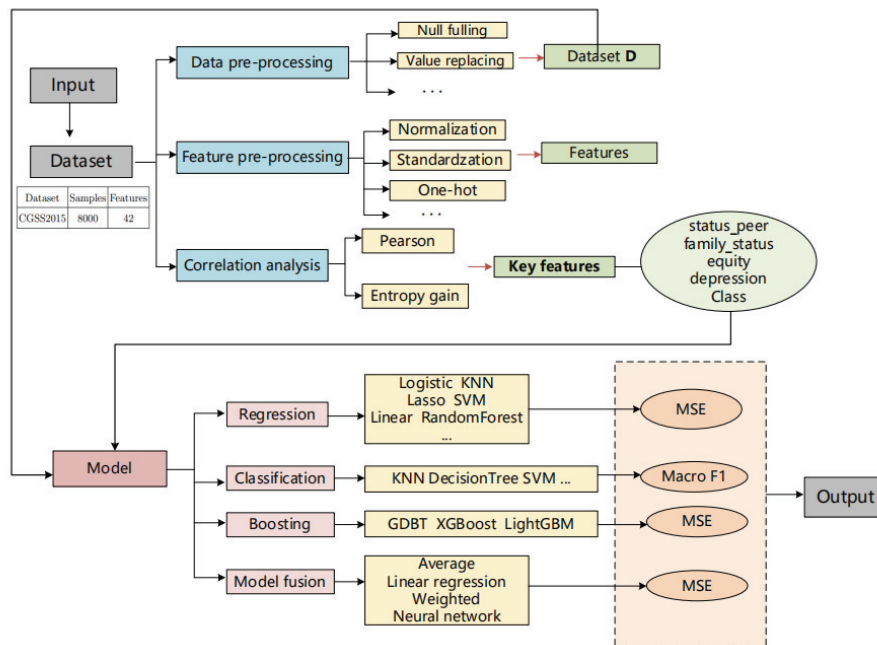 Input
Dataset
Dataset Samples Features
CGSS2015 8000 42
Data pre-processing
Null fulling
Value replacing
...
Dataset D
Feature pre-processing
Normalization
Standardzation
One-hot
...
Features
Correlation analysis
Pearson
Entropy gain
Key features
status_peer
family_status
equity
depression
Class
Model
Regression
Logistic KNN
Lasso SVM
Linear RandomForest
...
MSE
Classification
KNN DecisionTree SVM ...
Macro F1
Boosting
GDBT XGBoost LightGBM
MSE
Model fusion
Average
Linear regression
Weighted
Neural network
MSE
Output